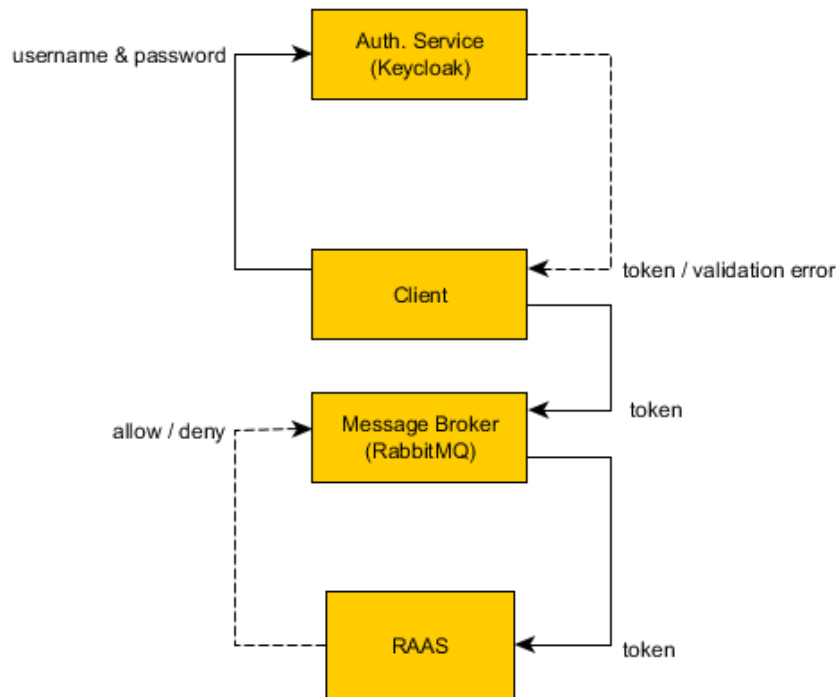 Auth. Service
(Keycloak)
username & password
token / validation error
Client
token
allow / deny
Message Broker
(RabbitMQ)
RAAS
token